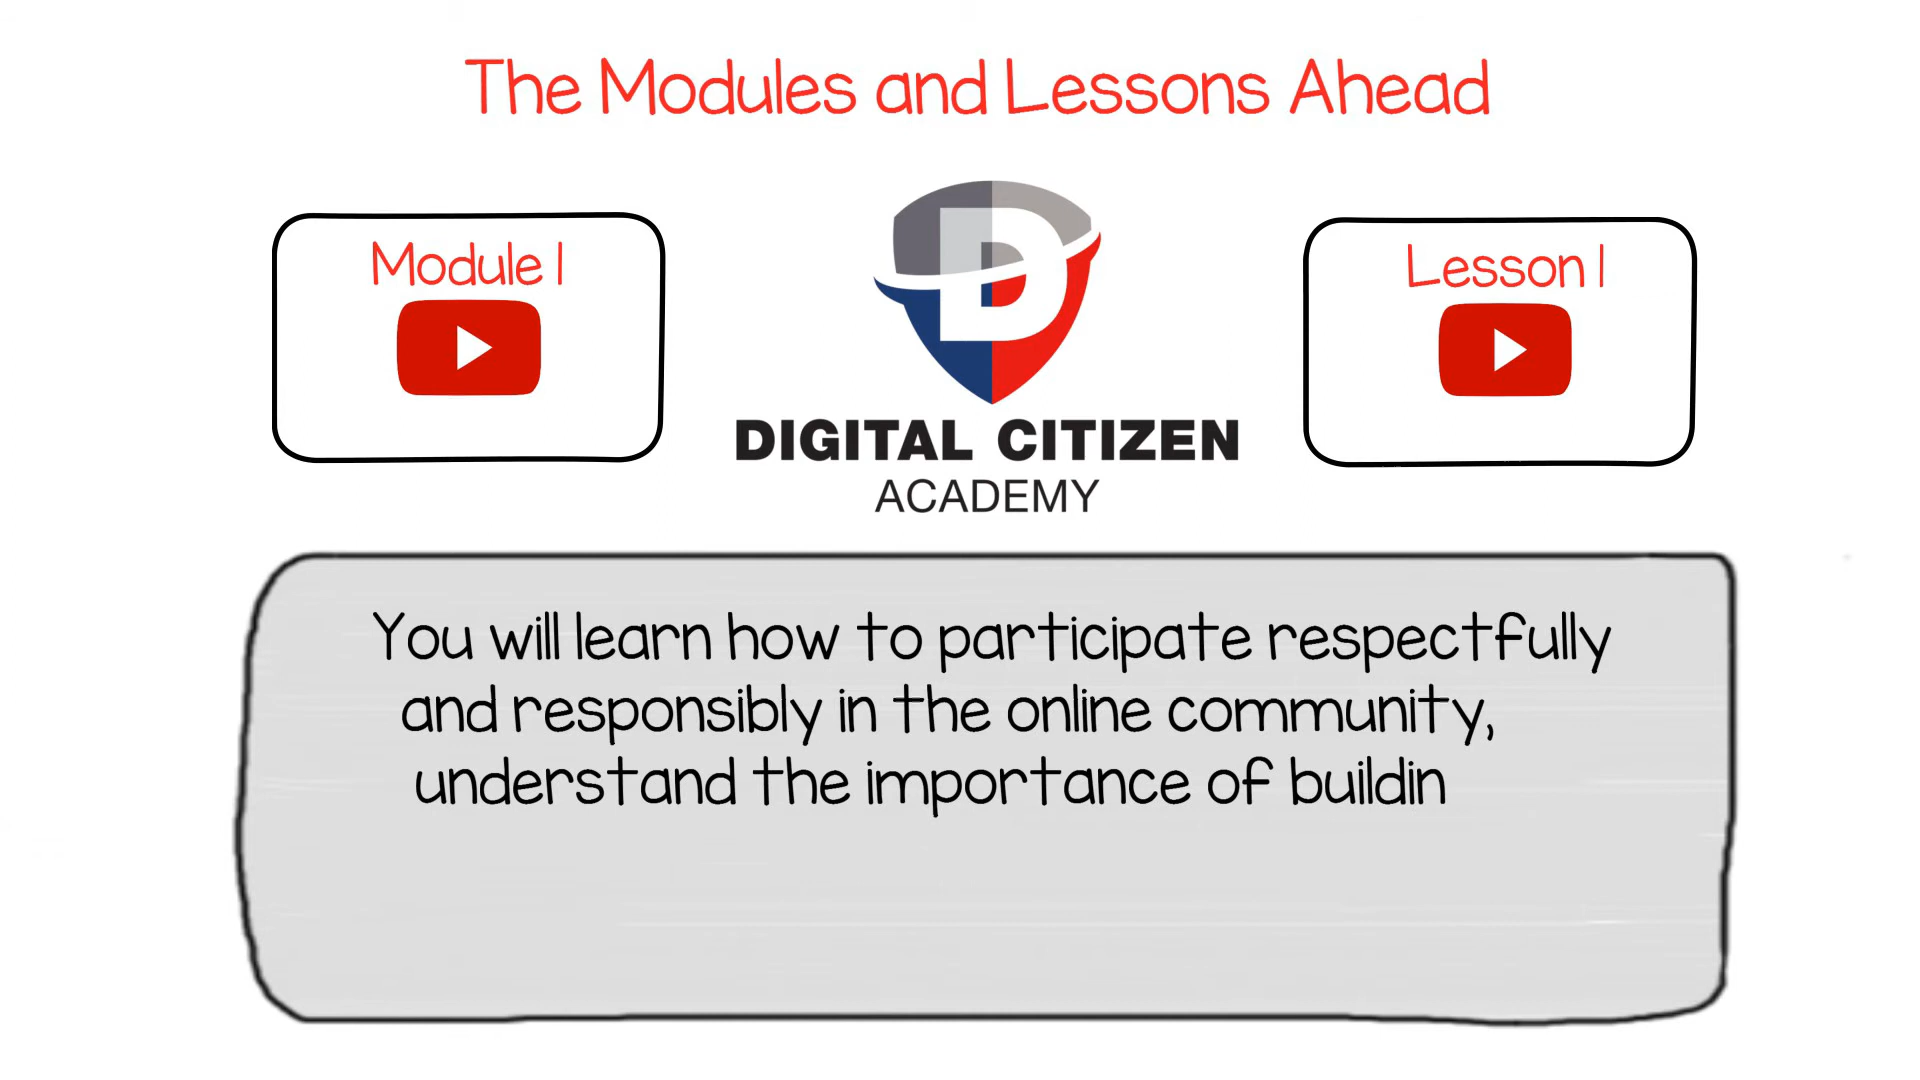 The Modules and Lessons Ahead
Module 1
Lesson 1
D
DIGITAL CITIZEN
ACADEMY
You will learn how to participate respectfully
and responsibly in the online community,
understand the importance of buildin